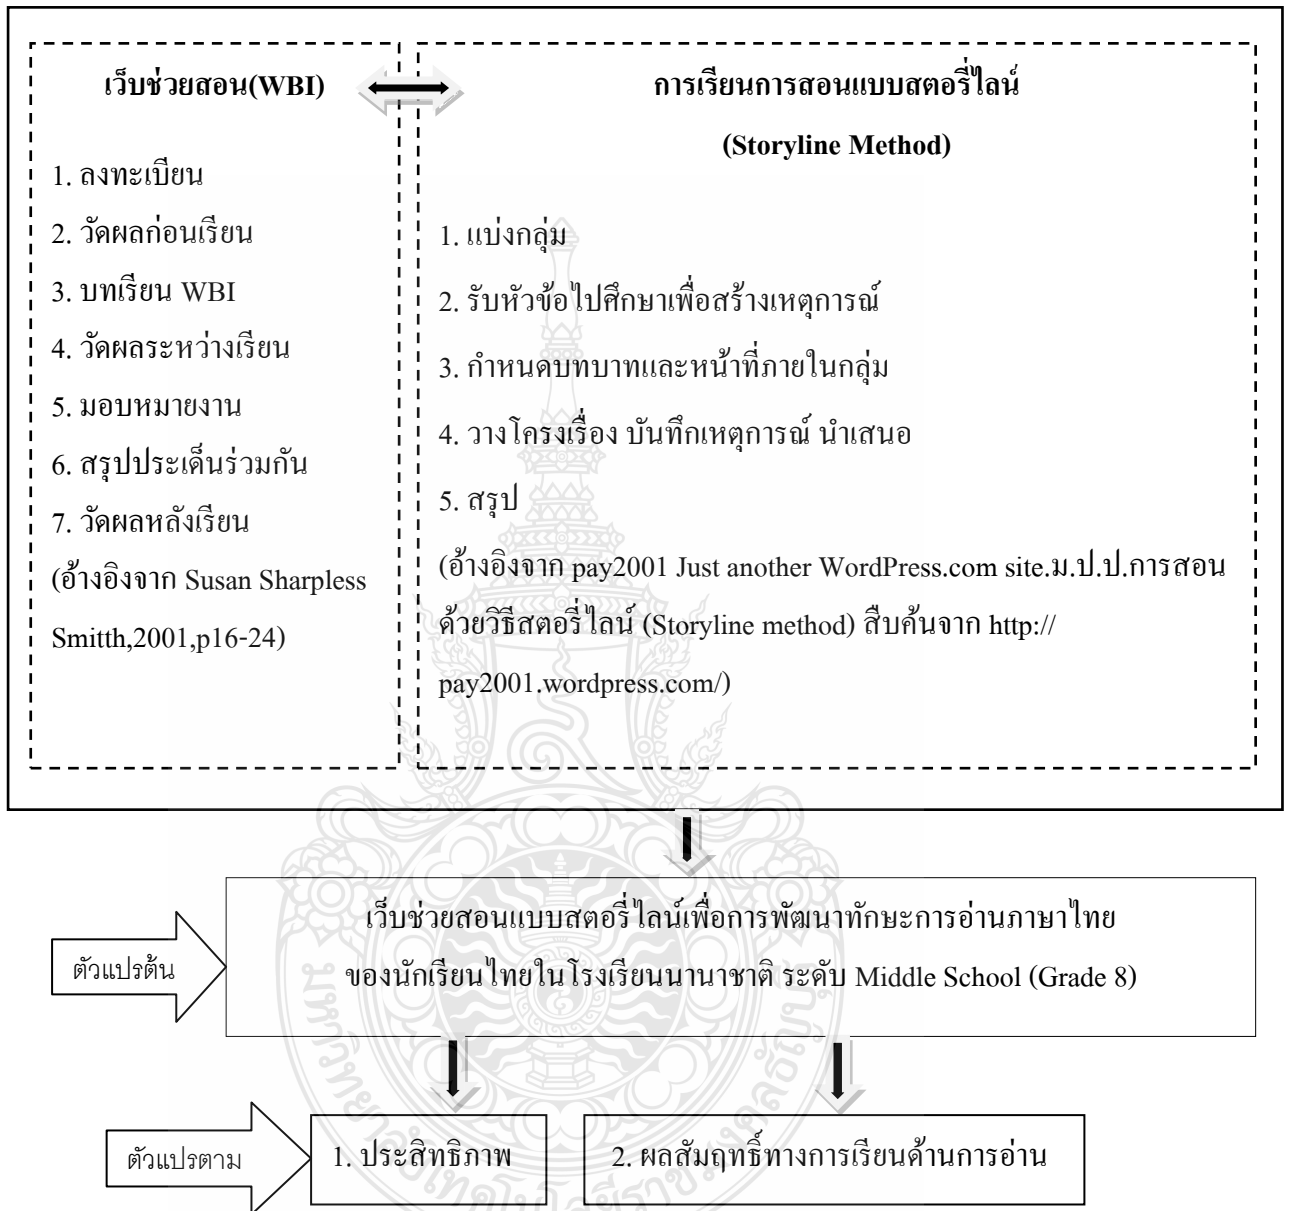 เว็บช่วยสอน(WBI)
1. ลงทะเบียน
2. วัดผลก่อนเรียน
3. บทเรียน WBI
4. วัดผลระหว่างเรียน
5. มอบหมายงาน
6. สรุปประเด็นร่วมกัน
7. วัดผลหลังเรียน
(อ้างอิงจาก Susan Sharpless
Smitth,2001,p16-24)
การเรียนการสอนแบบสตอรี่ไลน์
(Storyline Method)
1. แบ่งกลุ่ม
2. รับหัวข้อไปศึกษาเพื่อสร้างเหตุการณ์
3. กำหนดบทบาทและหน้าที่ภายในกลุ่ม
4. วางโครงเรื่อง บันทึกเหตุการณ์ นำเสนอ
5. สรุป
(อ้างอิงจาก pay2001 Just another WordPress.com site.ม.ป.ป.การสอน
ด้วยวิธีสตอรี่ไลน์ (Storyline method) สืบค้นจาก http://
pay2001.wordpress.com/)
เว็บช่วยสอนแบบสตอรี่ไลน์เพื่อการพัฒนาทักษะการอ่านภาษาไทย
ของนักเรียนไทยในโรงเรียนนานาชาติ ระดับ Middle School (Grade 8)
ตัวแปรต้น
ตัวแปรตาม
1. ประสิทธิภาพ
2. ผลสัมฤทธิ์ทางการเรียนด้านการอ่าน